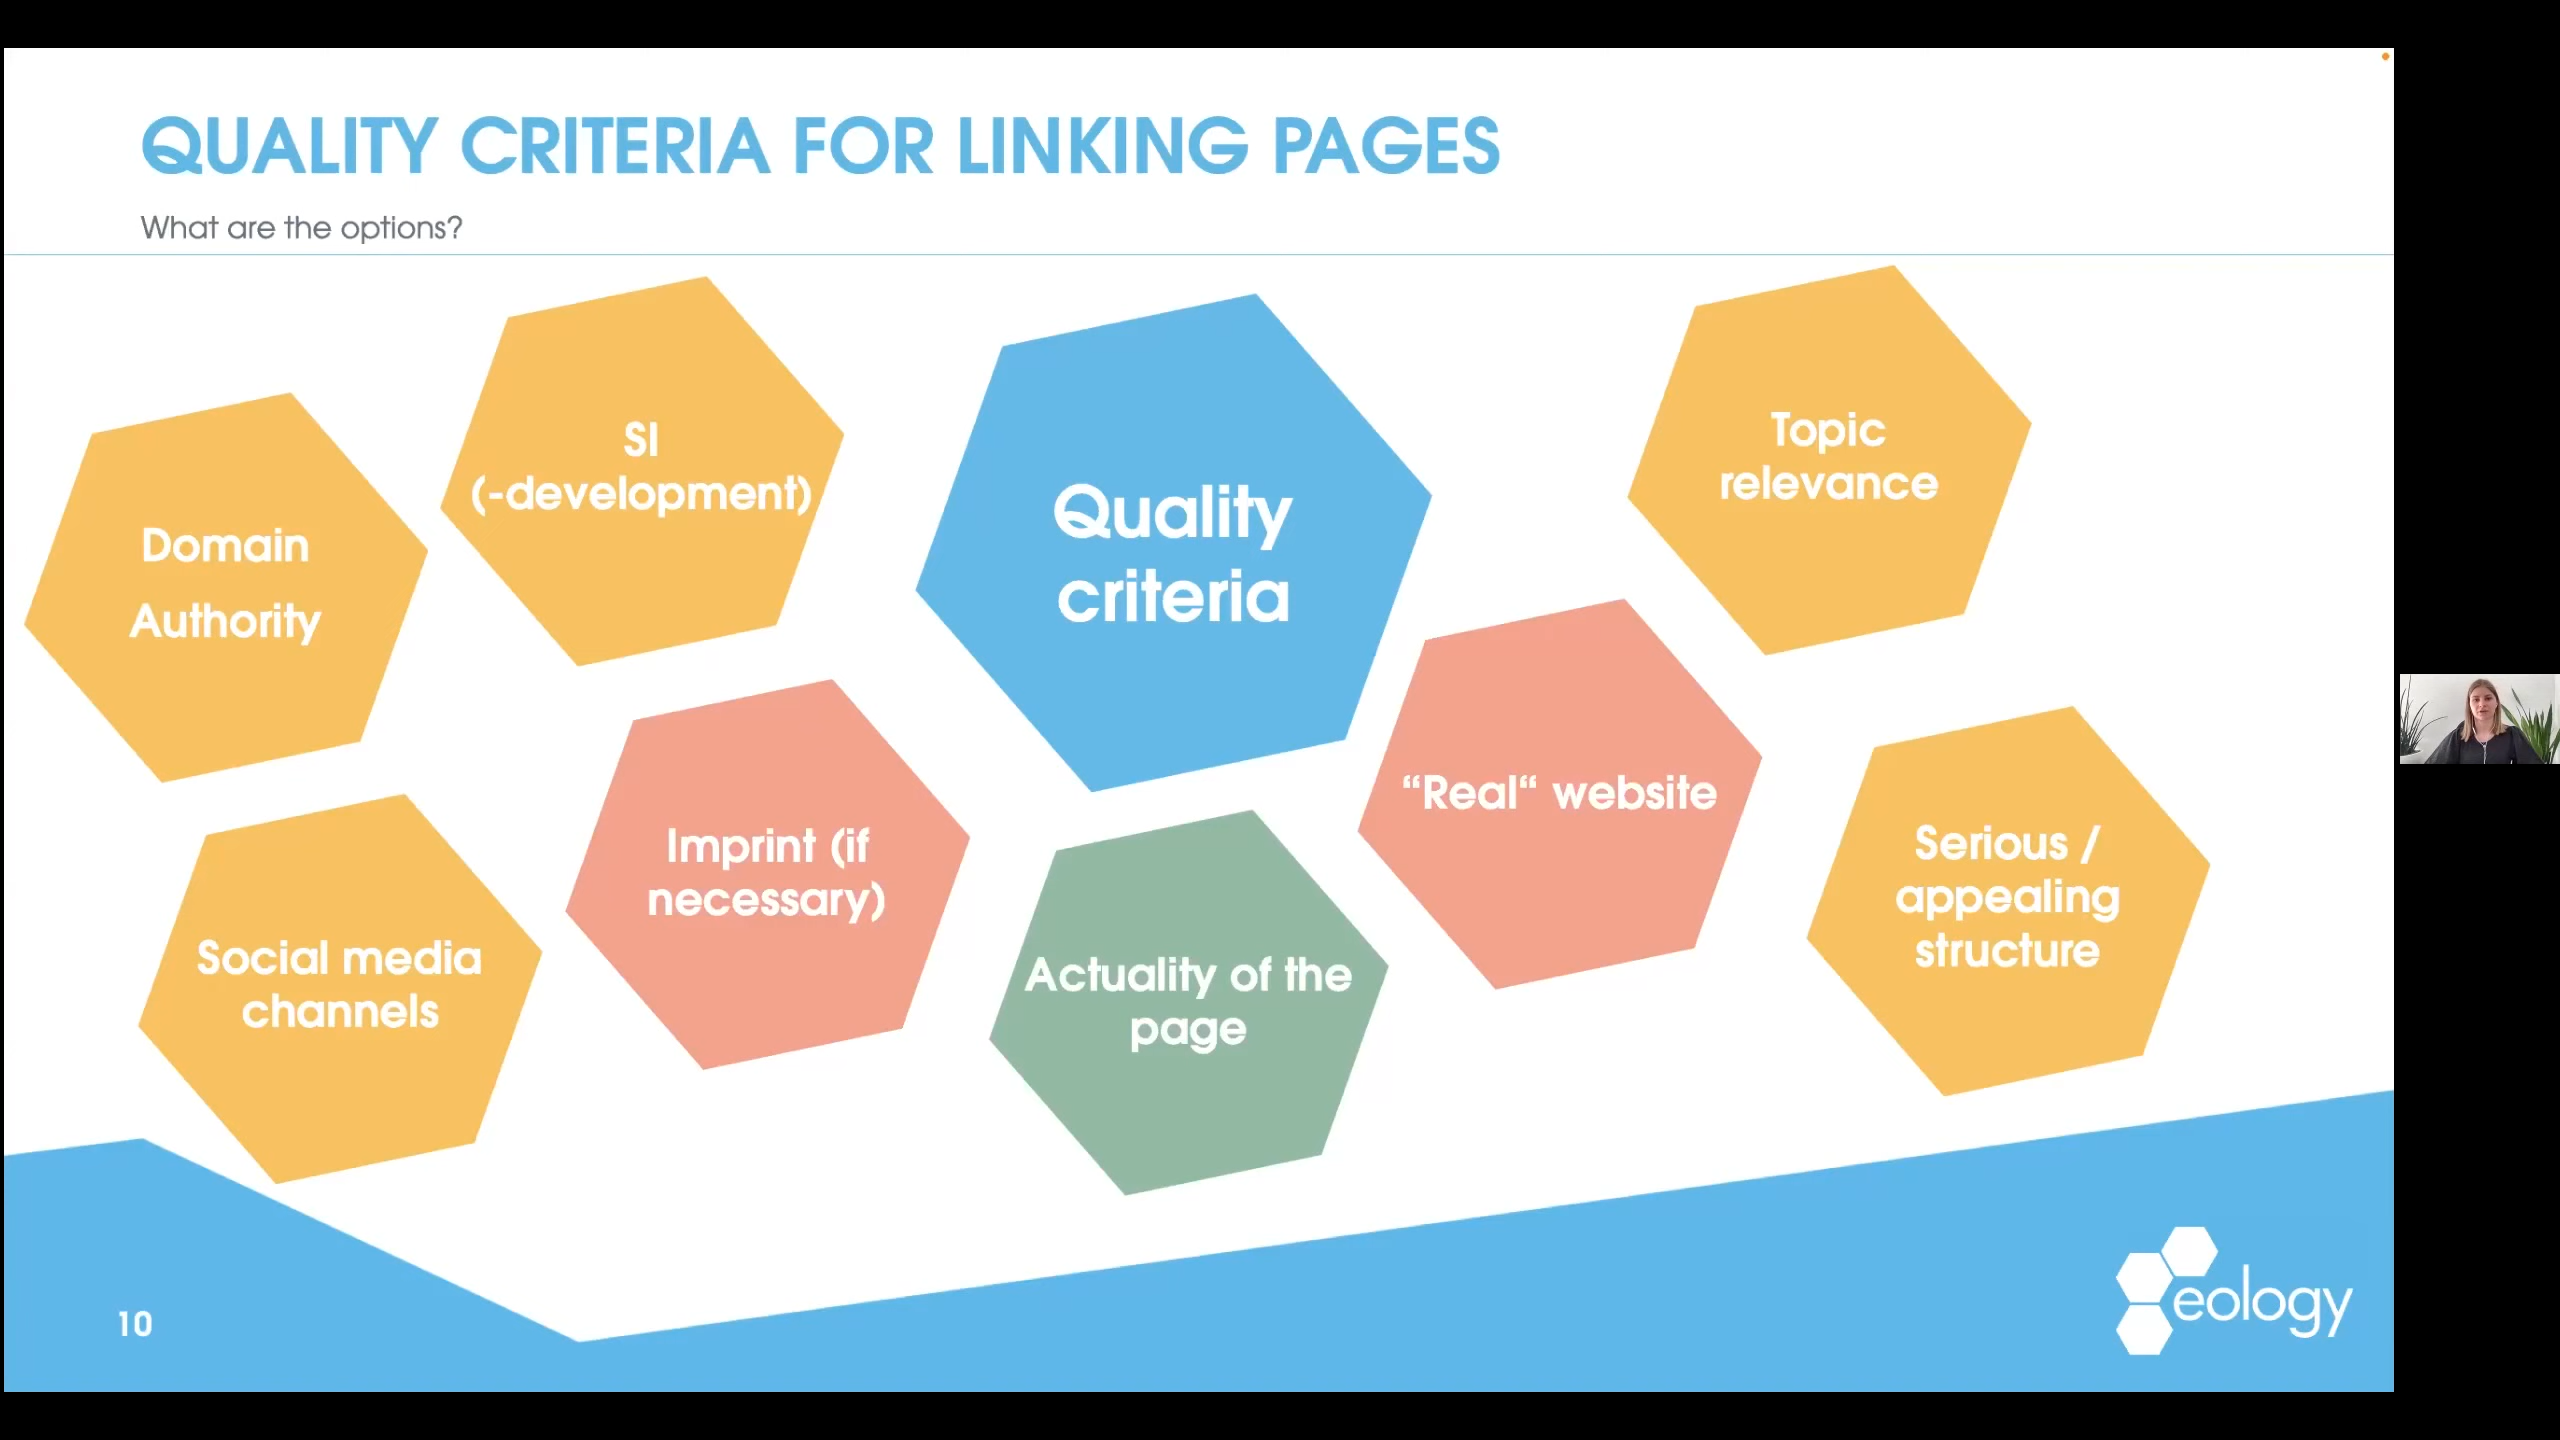 QUALITY CRITERIA FOR LINKING PAGES
What are the options?
Domain
Authority
SI
(-development)
Quality
criteria
Topic
relevance
Social media
channels
Imprint (if
necessary)
Actuality of the
page
“Real“ website
Serious /
appealing
structure
10
eology